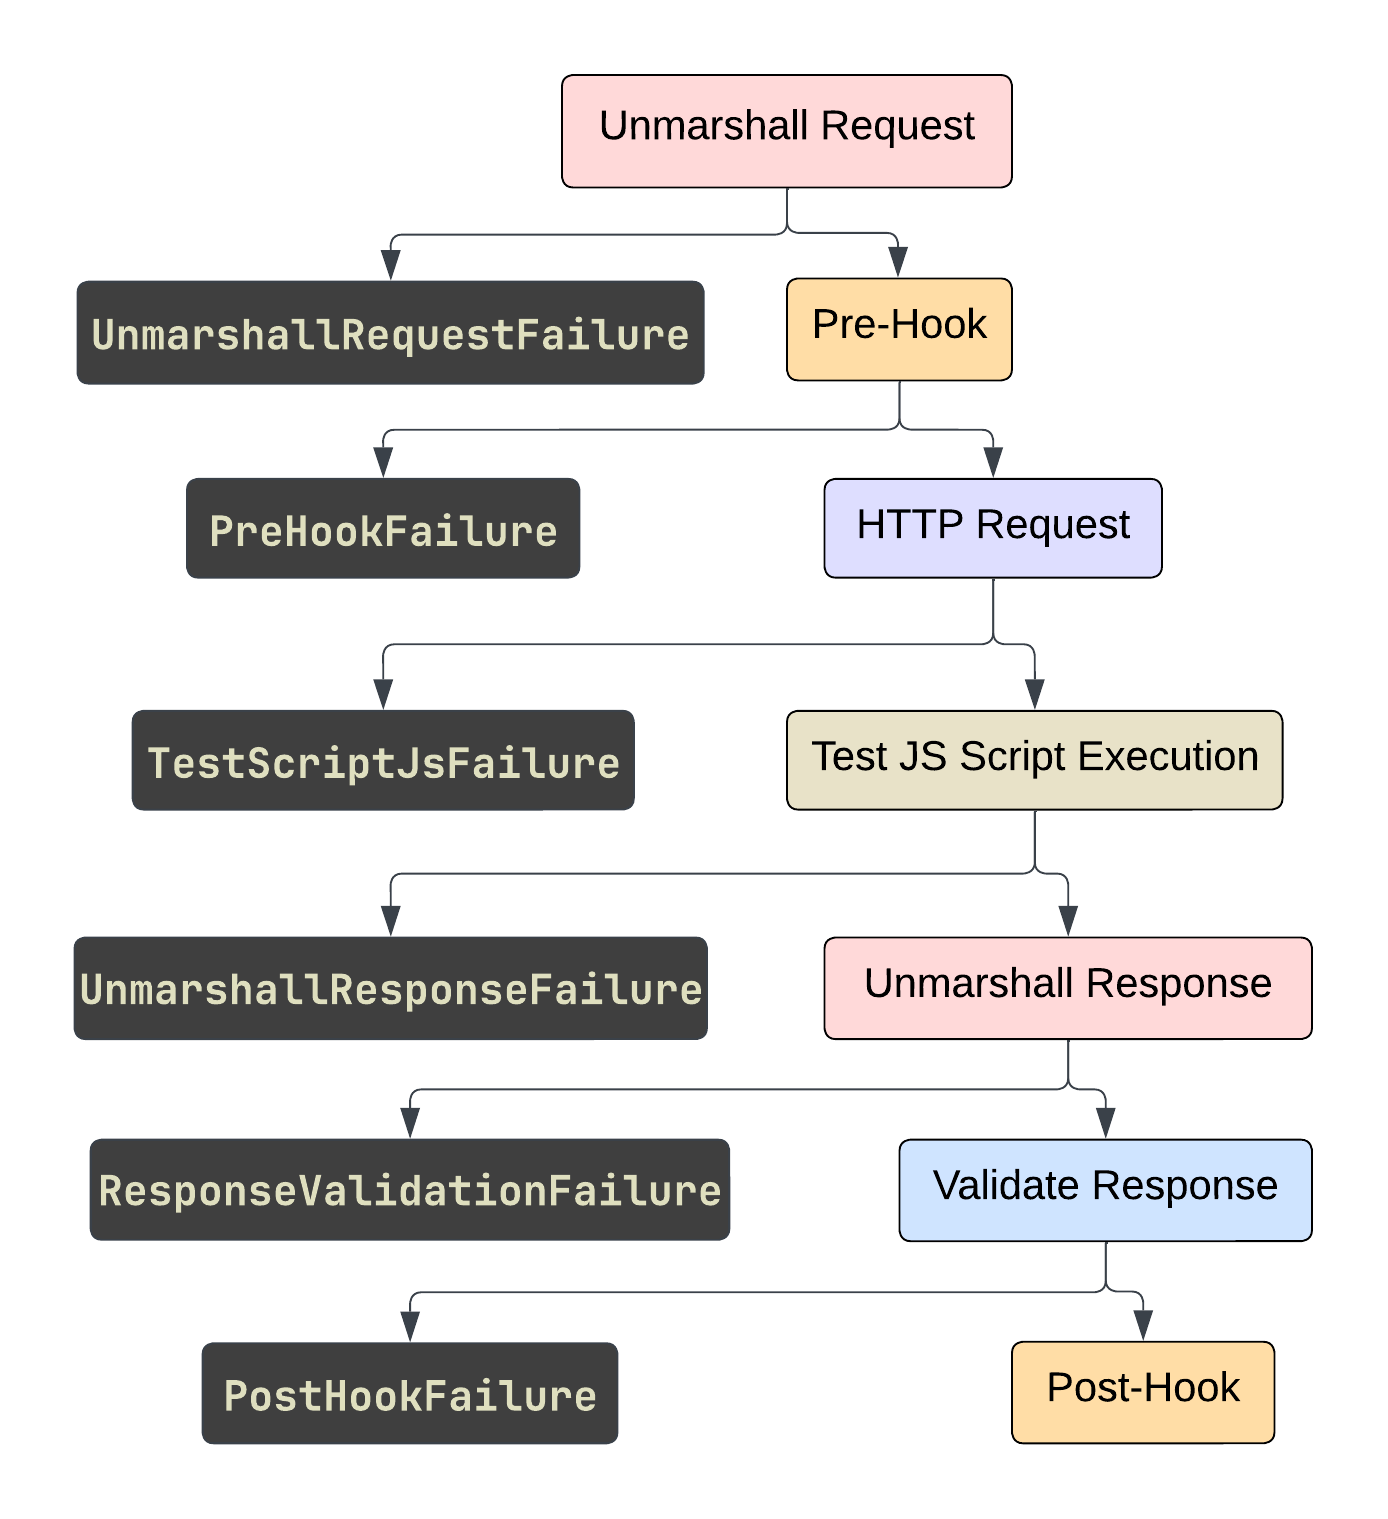 Unmarshall Request
UnmarshallRequestFailure
Pre-Hook
PreHookFailure
HTTP Request
TestScriptJsFailure
Test JS Script Execution
UnmarshallResponseFailure
Unmarshall Response
ResponseValidationFailure
Validate Response
PostHookFailure
Post-Hook